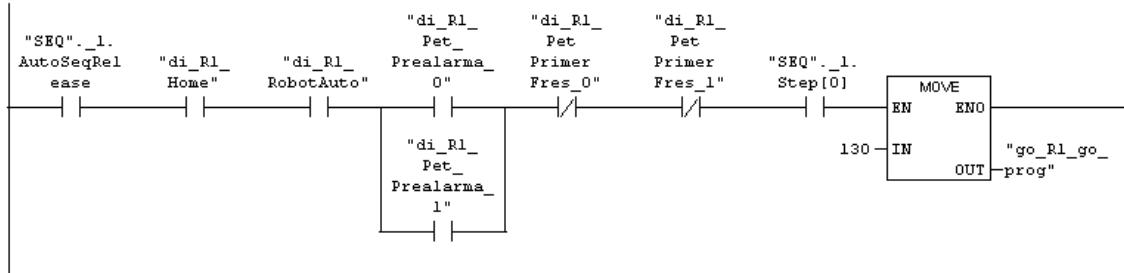 "SEQ"._1.
AutoSeqRel
ease
"di_R1_
Home"
"di_R1_
RobotAuto"
"di_R1_
Pet_
Prealarma_
0"
"di_R1_
Pet
Primer
Fres_0"
"di_R1_
Pet
Primer
Fres_1"
"SEQ"._1.
Step[0]
MOVE
EN ENO
130 IN
OUT
"go_R1_go_
prog"
"di_R1_
Pet_
Prealarma_
1"